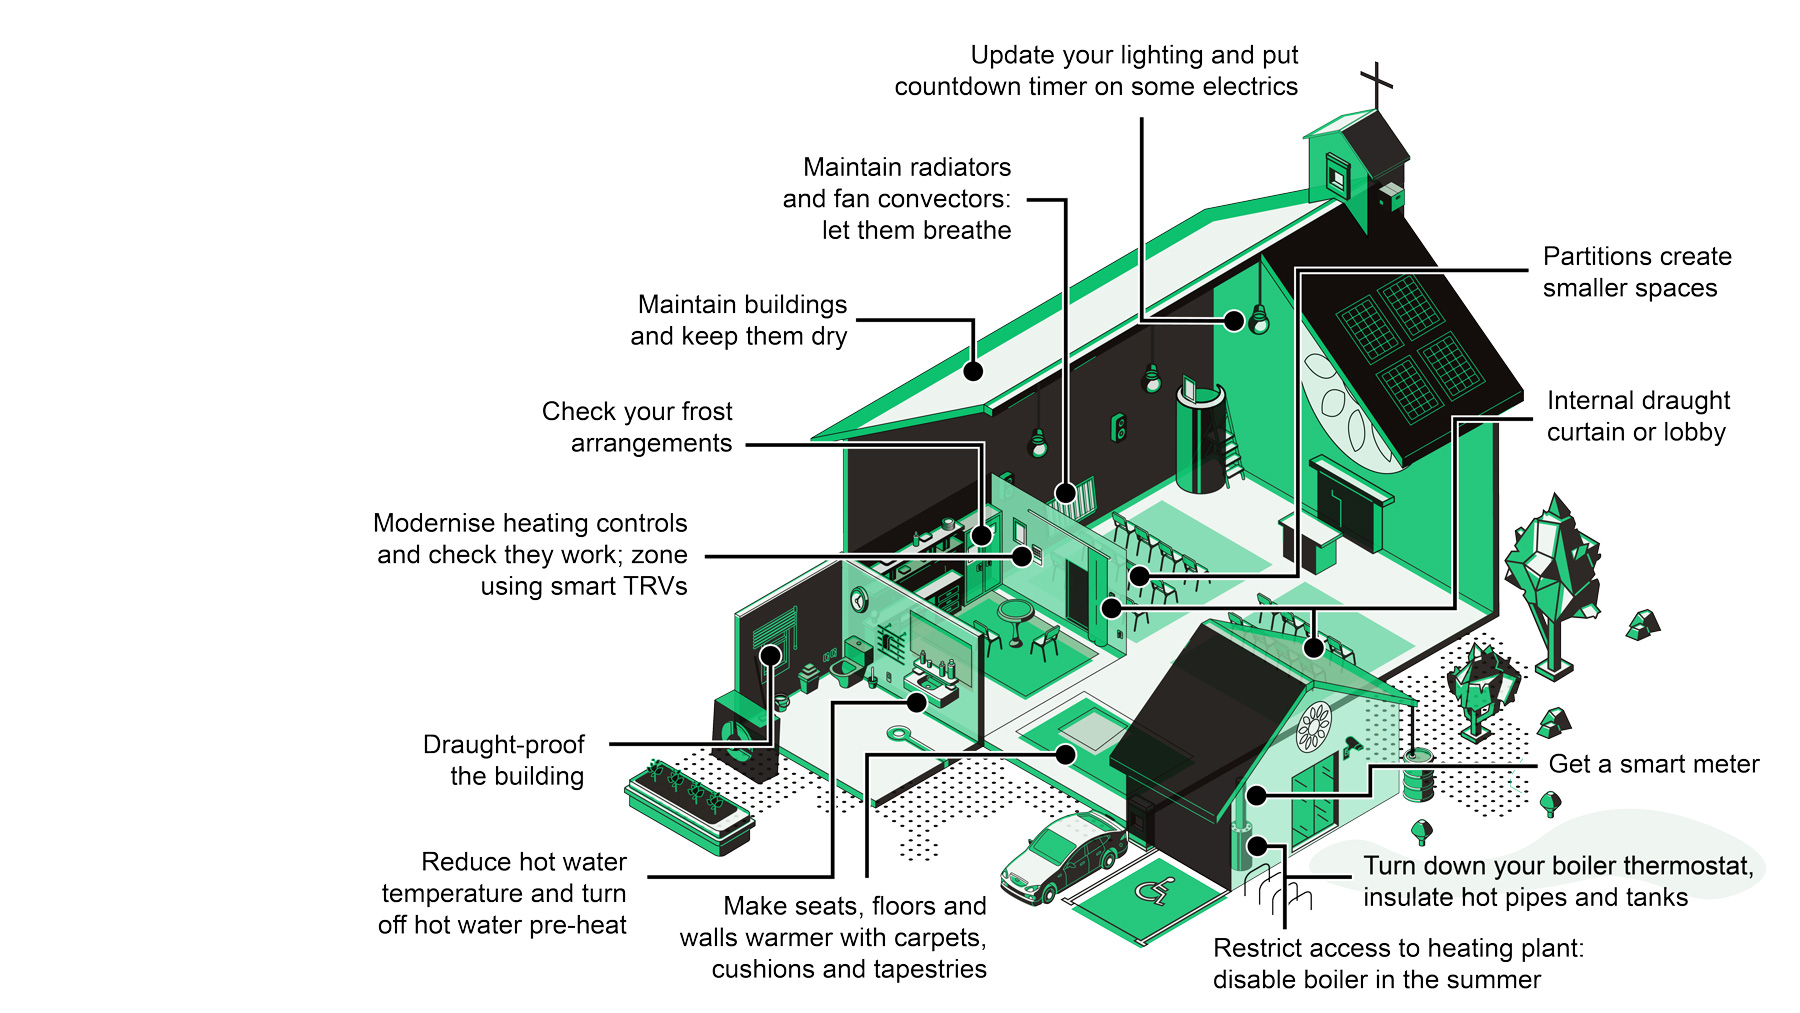 Update your lighting and put
countdown timer on some electrics
Maintain radiators
and fan convectors:
let them breathe
Partitions create
smaller spaces
Maintain buildings
and keep them dry
Internal draught
curtain or lobby
Check your frost
arrangements
Modernise heating controls
and check they work; zone
using smart TRVs
Draught-proof
the building
Get a smart meter
Reduce hot water
temperature and turn
off hot water pre-heat
Make seats, floors and
walls warmer with carpets,
cushions and tapestries
Turn down your boiler thermostat,
insulate hot pipes and tanks
Restrict access to heating plant:
disable boiler in the summer